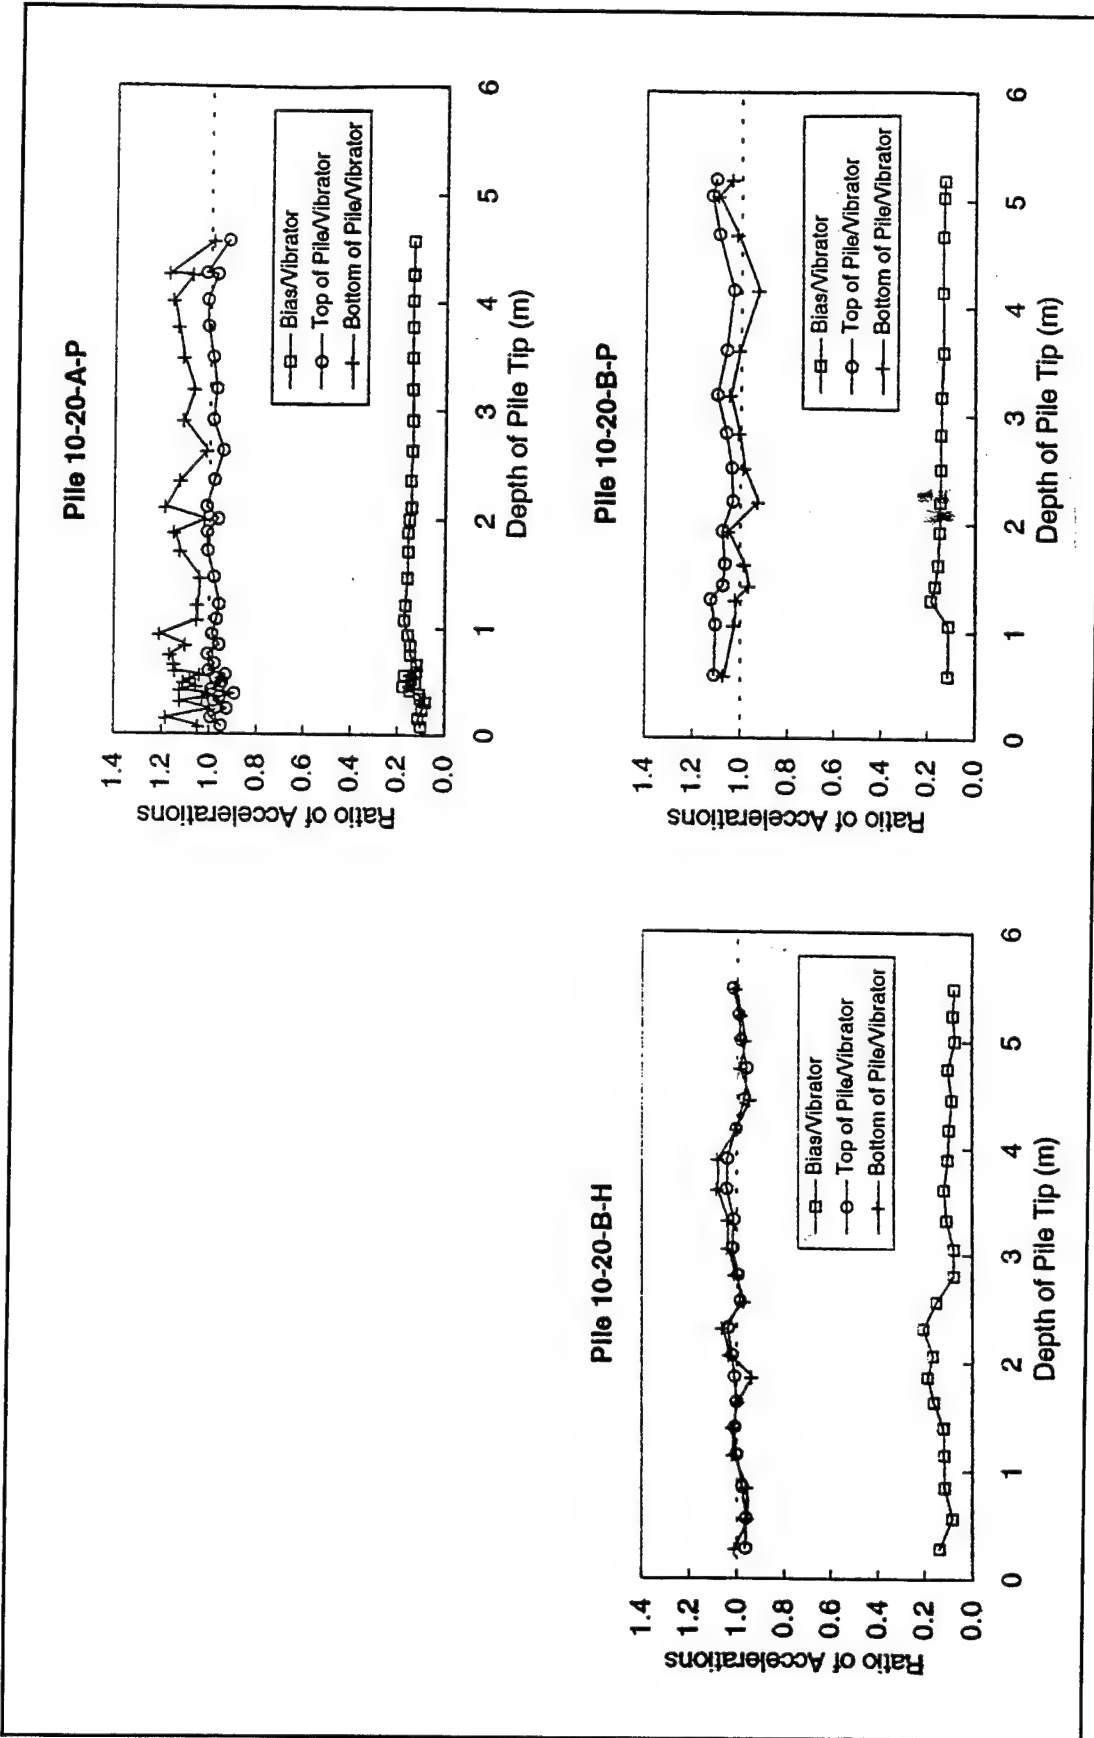 Pile 10-20-A-P
1.4
1.2
1.0
0.8
0.6
0.4
0.2
0.0
Ratio of Accelerations
Bias/Vibrator
Top of Pile/Vibrator
Bottom of Pile/Vibrator
0 1 2 3 4 5 6
Depth of Pile Tip (m)
Pile 10-20-B-H
1.4
1.2
1.0
0.8
0.6
0.4
0.2
0.0
Ratio of Accelerations
Bias/Vibrator
Top of Pile/Vibrator
Bottom of Pile/Vibrator
0 1 2 3 4 5 6
Depth of Pile Tip (m)
Pile 10-20-B-P
1.4
1.2
1.0
0.8
0.6
0.4
0.2
0.0
Ratio of Accelerations
Bias/Vibrator
Top of Pile/Vibrator
Bottom of Pile/Vibrator
0 1 2 3 4 5 6
Depth of Pile Tip (m)